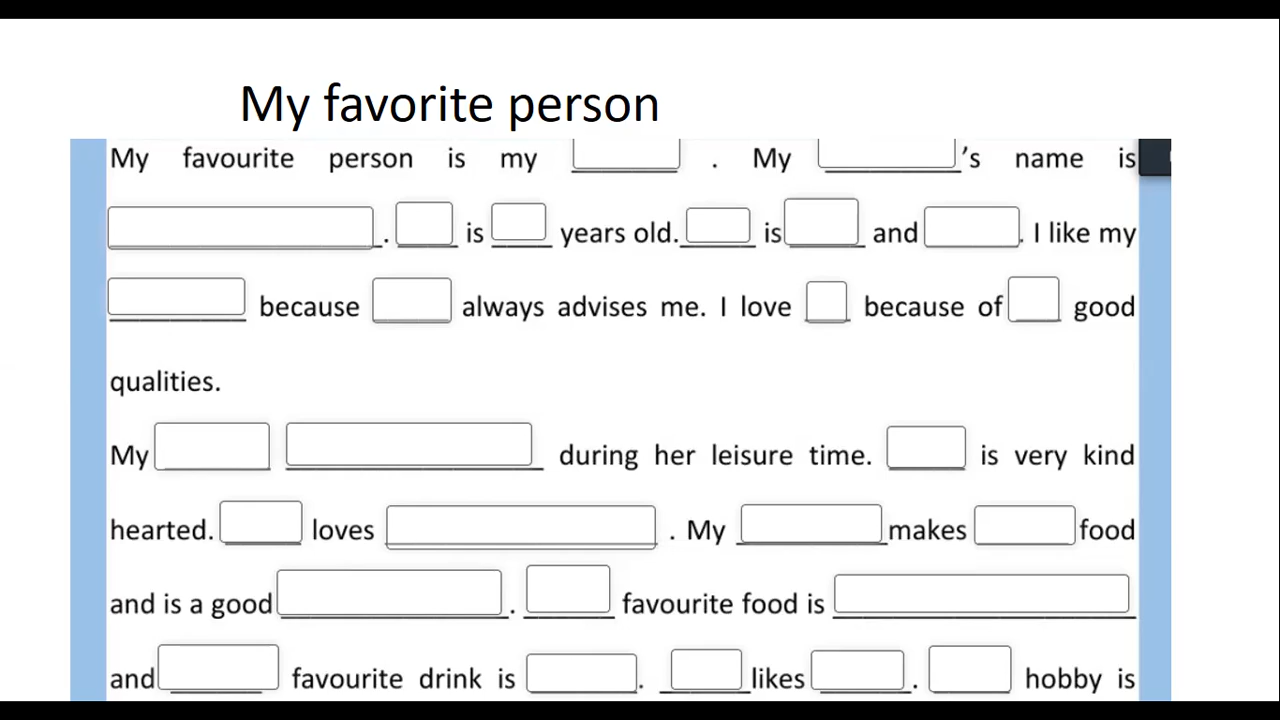 My favorite person
My favourite person is my . My 's name is
. is years old. is and . I like my
because always advises me. I love because of good
qualities.
My during her leisure time. is very kind
hearted. loves . My makes food
and is a good . favourite food is
and favourite drink is . likes . hobby is